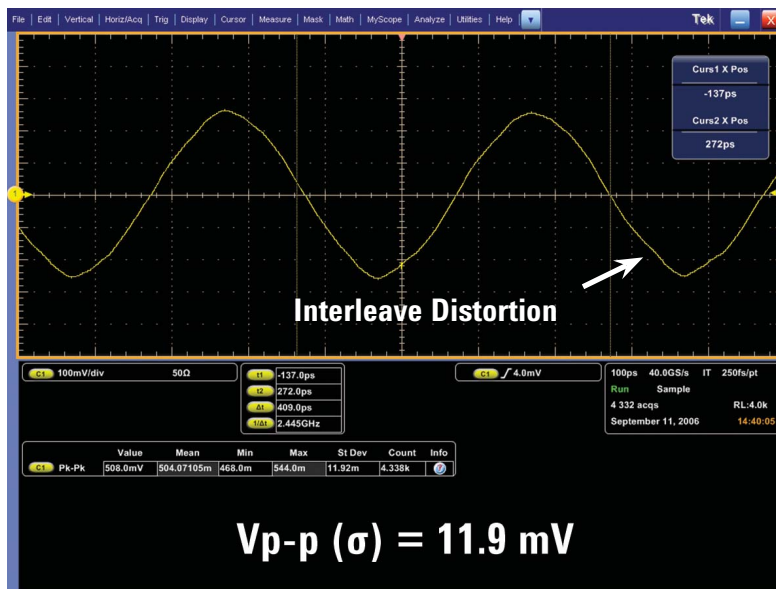 File | Edit | Vertical | Horiz/Acq | Trig | Display | Cursor | Measure | Mask | Math | MyScope | Analyze | Utilities | Help | Tek X
Curs1 X Pos
-137ps
Curs2 X Pos
272ps
1
Interleave Distortion
C1 100mV/div 50Ω
t1 -137.0ps
t2 272.0ps
Δt 409.0ps
1/Δt 2.445GHz
C1 4.0mV
100ps 40.0GS/s IT 250fs/pt
Run Sample
4 332 acqs RL:4.0k
September 11, 2006 14:40:05
Value Mean Min Max St Dev Count Info
C1 Pk-Pk 508.0mV 504.07105m 468.0m 544.0m 11.92m 4.338k i
Vp-p (σ) = 11.9 mV